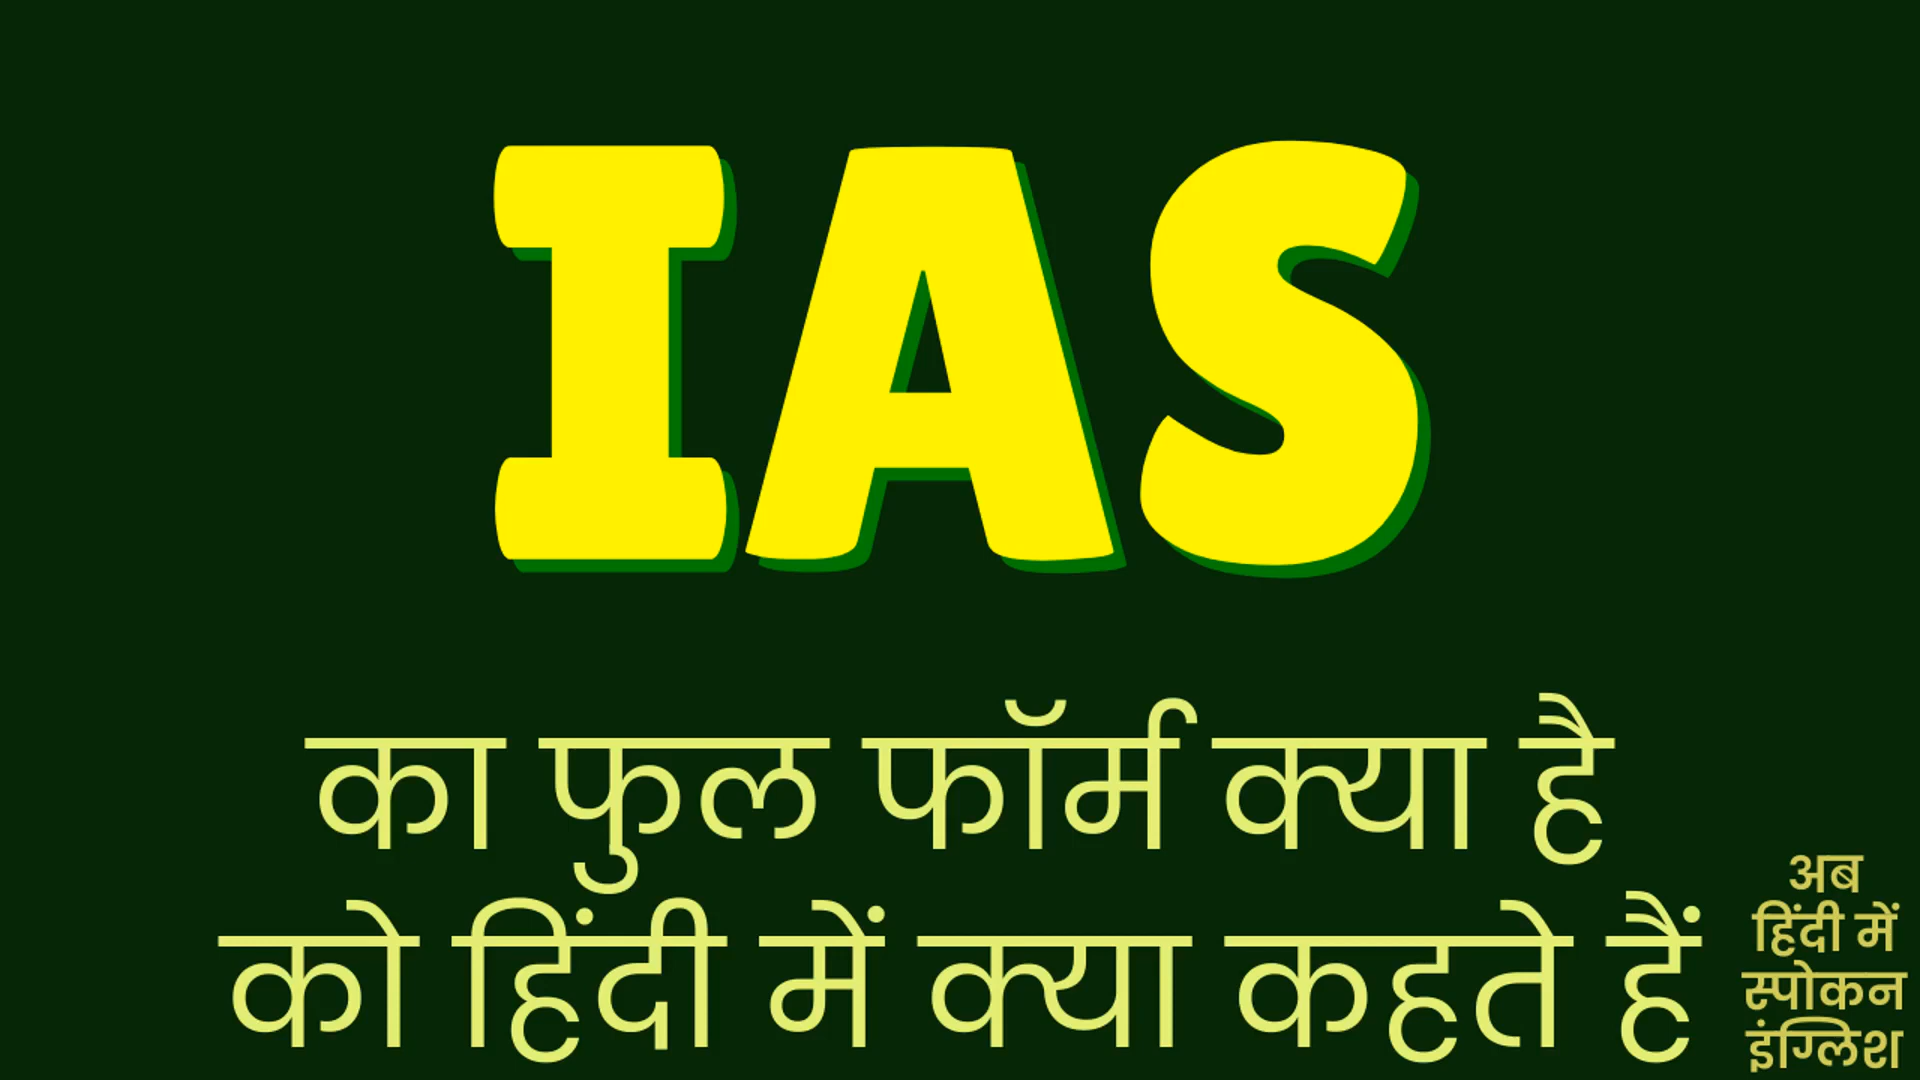 IAS
का फुल फॉर्म क्या है
को हिंदी में क्या कहते हैं
अब
हिंदी में
स्पोकन
इंग्लिश